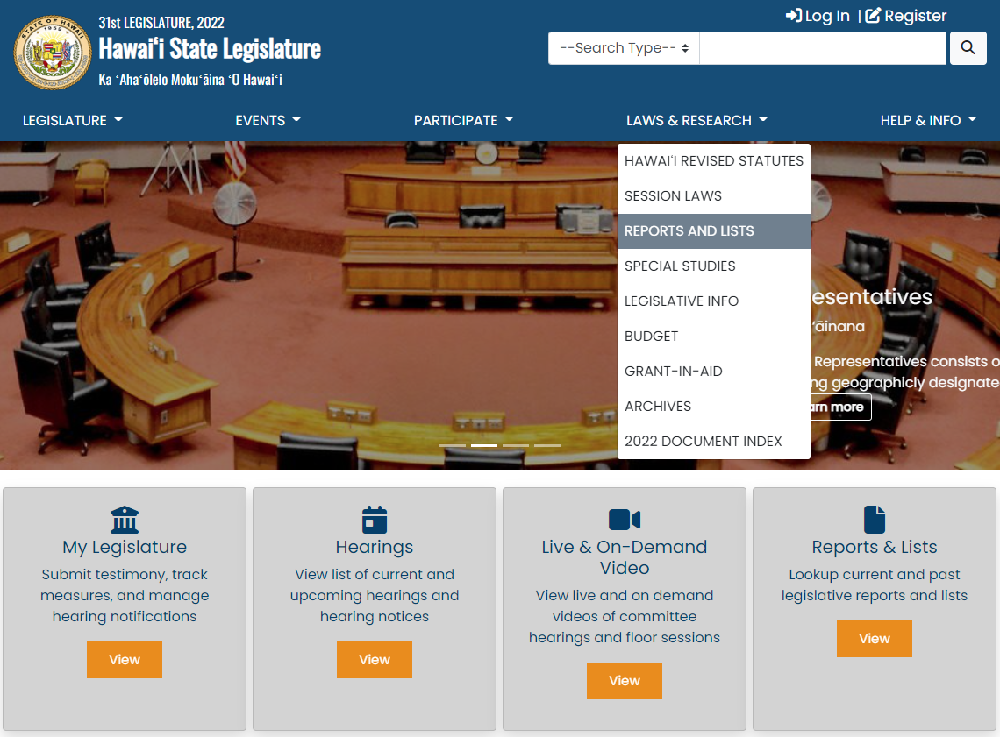 31st LEGISLATURE, 2022
Hawaiʻi State Legislature
Ka ʻAhaʻōlelo Mokuʻāina ʻO Hawaiʻi
Log In | Register
--Search Type--
LEGISLATURE
EVENTS
PARTICIPATE
LAWS & RESEARCH
HELP & INFO
HAWAIʻI REVISED STATUTES
SESSION LAWS
REPORTS AND LISTS
SPECIAL STUDIES
LEGISLATIVE INFO
BUDGET
GRANT-IN-AID
ARCHIVES
2022 DOCUMENT INDEX
esentatives
ʻāinana
Representatives consists o
ng geographicly designate
arn more
My Legislature
Submit testimony, track
measures, and manage
hearing notifications
View
Hearings
View list of current and
upcoming hearings and
hearing notices
View
Live & On-Demand
Video
View live and on demand
videos of committee
hearings and floor sessions
View
Reports & Lists
Lookup current and past
legislative reports and lists
View